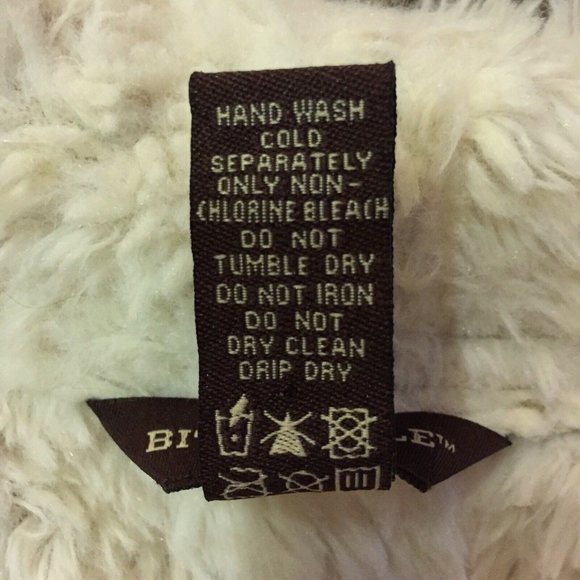 HAND WASH
COLD
SEPARATELY
ONLY NON-
CHLORINE BLEACH
DO NOT
TUMBLE DRY
DO NOT IRON
DO NOT
DRY CLEAN
DRIP DRY